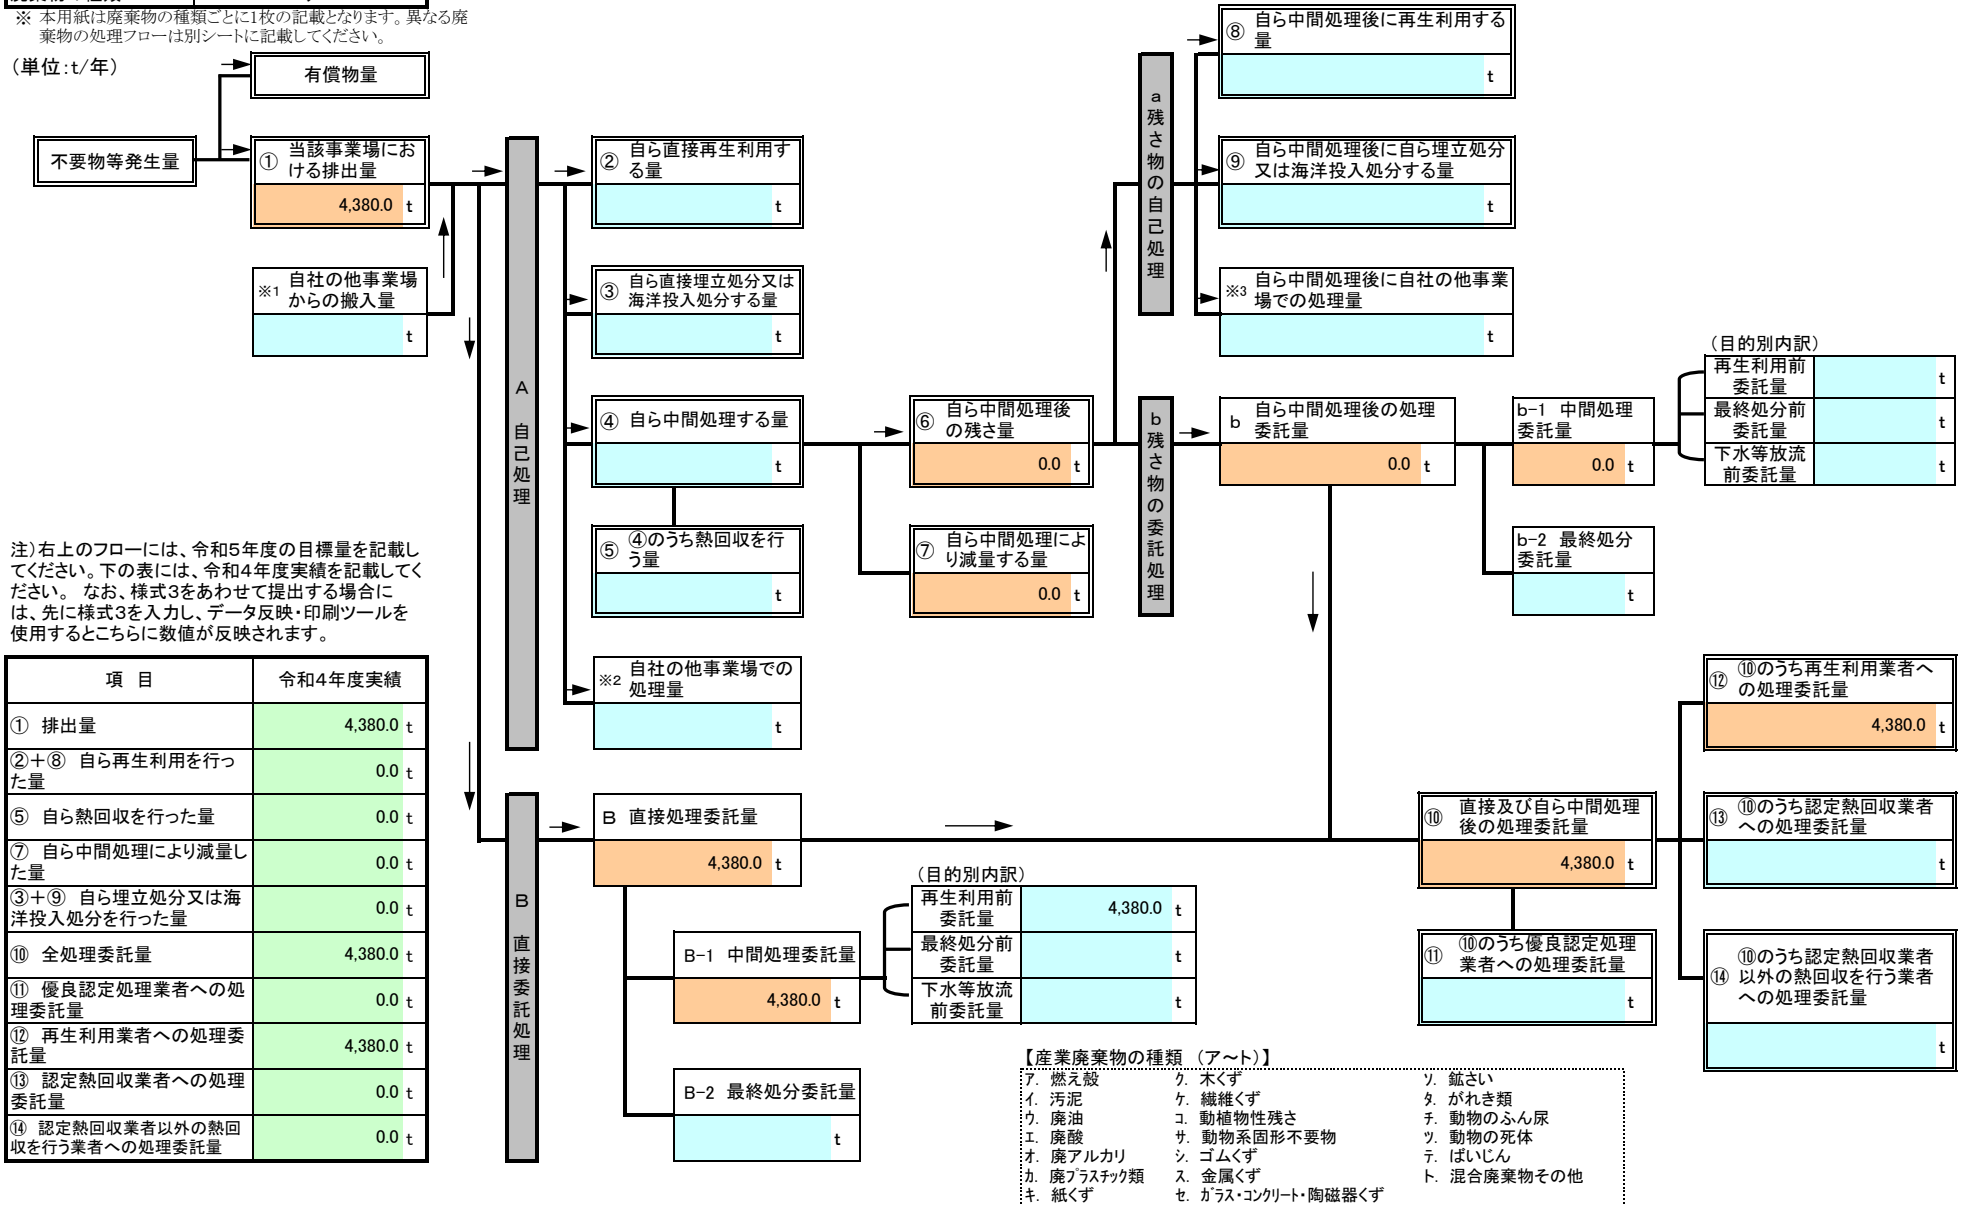 ※ 本用紙は廃棄物の種類ごとに1枚の記載となります。異なる廃
棄物の処理フローは別シートに記載してください。
（単位：t/年）
有償物量
不要物等発生量
① 当該事業場にお
ける排出量
4,380.0 t
※1 自社の他事業場
からの搬入量
t
A 自己処理
② 自ら直接再生利用す
る量
t
③ 自ら直接埋立処分又は
海洋投入処分する量
t
④ 自ら中間処理する量
t
⑤ ④のうち熱回収を行
う量
t
※2 自社の他事業場での
処理量
t
⑥ 自ら中間処理後
の残さ量
0.0 t
⑦ 自ら中間処理によ
り減量する量
0.0 t
a残さ物の自己処理
⑧ 自ら中間処理後に再生利用する
量
t
⑨ 自ら中間処理後に自ら埋立処分
又は海洋投入処分する量
t
※3 自ら中間処理後に自社の他事業
場での処理量
t
b残さ物の委託処理
b 自ら中間処理後の処理
委託量
0.0 t
b-1 中間処理
委託量
0.0 t
b-2 最終処分
委託量
t
（目的別内訳）
再生利用前
委託量
t
最終処分前
委託量
t
下水等放流
前委託量
t
注）右上のフローには、令和5年度の目標量を記載し
てください。下の表には、令和4年度実績を記載してく
ださい。 なお、様式3をあわせて提出する場合に
は、先に様式3を入力し、データ反映・印刷ツールを
使用するとこちらに数値が反映されます。
項 目 令和4年度実績
① 排出量 4,380.0 t
②＋⑧ 自ら再生利用を行っ
た量 0.0 t
⑤ 自ら熱回収を行った量 0.0 t
⑦ 自ら中間処理により減量し
た量 0.0 t
③＋⑨ 自ら埋立処分又は海
洋投入処分を行った量 0.0 t
⑩ 全処理委託量 4,380.0 t
⑪ 優良認定処理業者への処
理委託量 0.0 t
⑫ 再生利用業者への処理委
託量 4,380.0 t
⑬ 認定熱回収業者への処理
委託量 0.0 t
⑭ 認定熱回収業者以外の熱回
収を行う業者への処理委託量 0.0 t
B 直接委託処理
B 直接処理委託量
4,380.0 t
B-1 中間処理委託量
4,380.0 t
B-2 最終処分委託量
t
（目的別内訳）
再生利用前
委託量
4,380.0 t
最終処分前
委託量
t
下水等放流
前委託量
t
⑩ 直接及び自ら中間処理
後の処理委託量
4,380.0 t
⑪ ⑩のうち優良認定処理
業者への処理委託量
t
⑫ ⑩のうち再生利用業者へ
の処理委託量
4,380.0 t
⑬ ⑩のうち認定熱回収業者
への処理委託量
t
⑭ ⑩のうち認定熱回収業者
以外の熱回収を行う業者
への処理委託量
t
【産業廃棄物の種類 （ア～ト）】
ア. 燃え殻 ク. 木くず ソ. 鉱さい
イ. 汚泥 ケ. 繊維くず タ. がれき類
ウ. 廃油 コ. 動植物性残さ チ. 動物のふん尿
エ. 廃酸 サ. 動物系固形不要物 ツ. 動物の死体
オ. 廃アルカリ シ. ゴムくず テ. ばいじん
カ. 廃プラスチック類 ス. 金属くず ト. 混合廃棄物その他
キ. 紙くず セ. ガラス・コンクリート・陶磁器くず